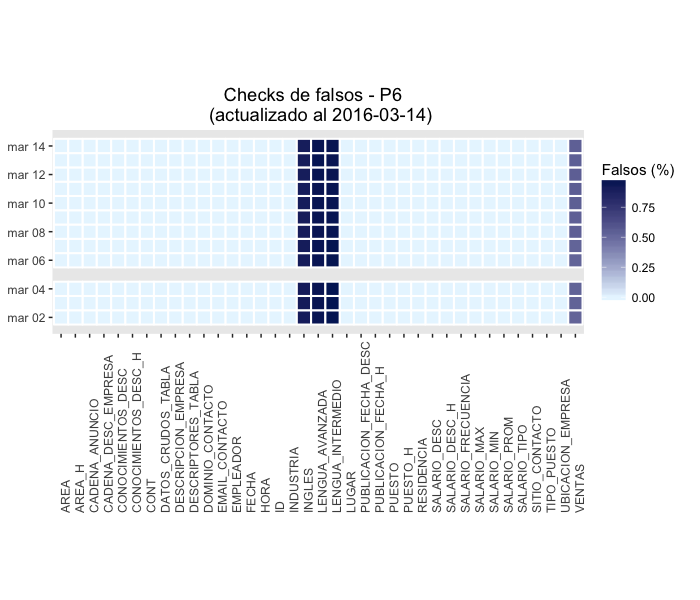 Checks de falsos - P6
(actualizado al 2016-03-14)
mar 14
mar 12
mar 10
mar 08
mar 06
mar 04
mar 02
Falsos (%)
0.75
0.50
0.25
0.00
AREA
AREA_H
CADENA_ANUNCIO
CADENA_DESC_EMPRESA
CONOCIMIENTOS_DESC
CONOCIMIENTOS_DESC_H
CONT
DATOS_CRUDOS_TABLA
DESCRIPCION_EMPRESA
DESCRIPTORES_TABLA
DOMINIO_CONTACTO
EMAIL_CONTACTO
EMPLEADOR
FECHA
HORA
ID
INDUSTRIA
INGLES
LENGUA_AVANZADA
LENGUA_INTERMEDIO
LUGAR
PUBLICACION_FECHA_DESC
PUBLICACION_FECHA_H
PUESTO
PUESTO_H
RESIDENCIA
SALARIO_DESC
SALARIO_DESC_H
SALARIO_FRECUENCIA
SALARIO_MAX
SALARIO_MIN
SALARIO_PROM
SALARIO_TIPO
SITIO_CONTACTO
TIPO_PUESTO
UBICACION_EMPRESA
VENTAS